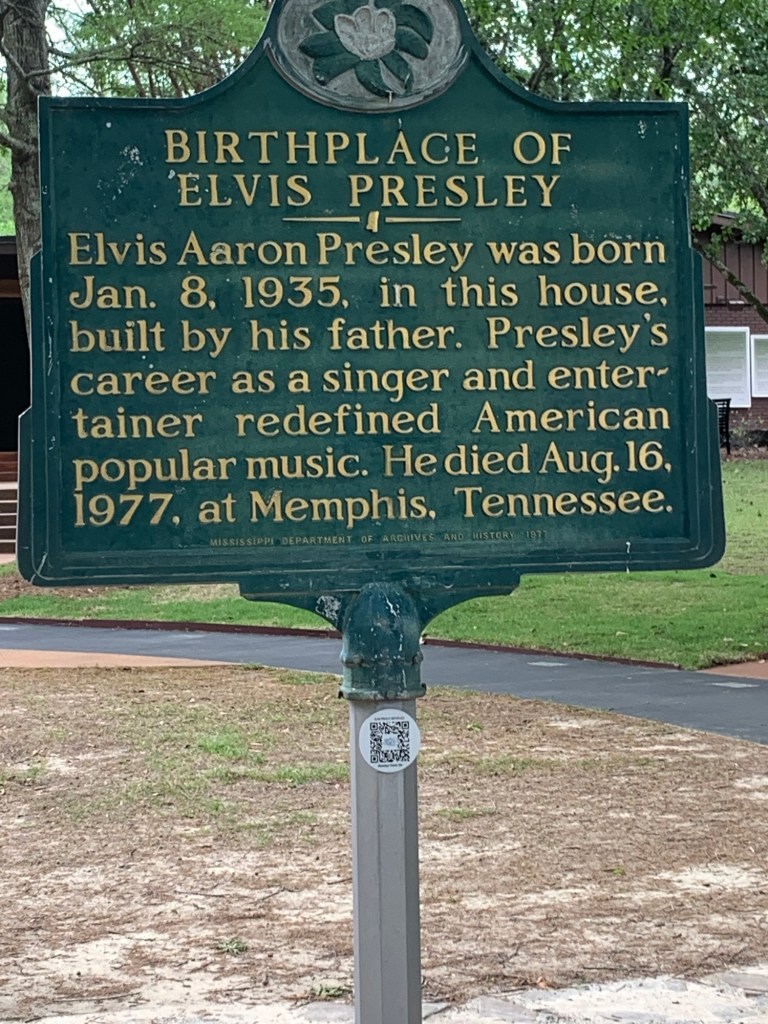 BIRTHPLACE OF
ELVIS PRESLEY
Elvis Aaron Presley was born
Jan. 8, 1935, in this house,
built by his father. Presley's
career as a singer and enter-
tainer redefined American
popular music. He died Aug. 16,
1977, at Memphis, Tennessee.
MISSISSIPPI DEPARTMENT OF ARCHIVES AND HISTORY 1977